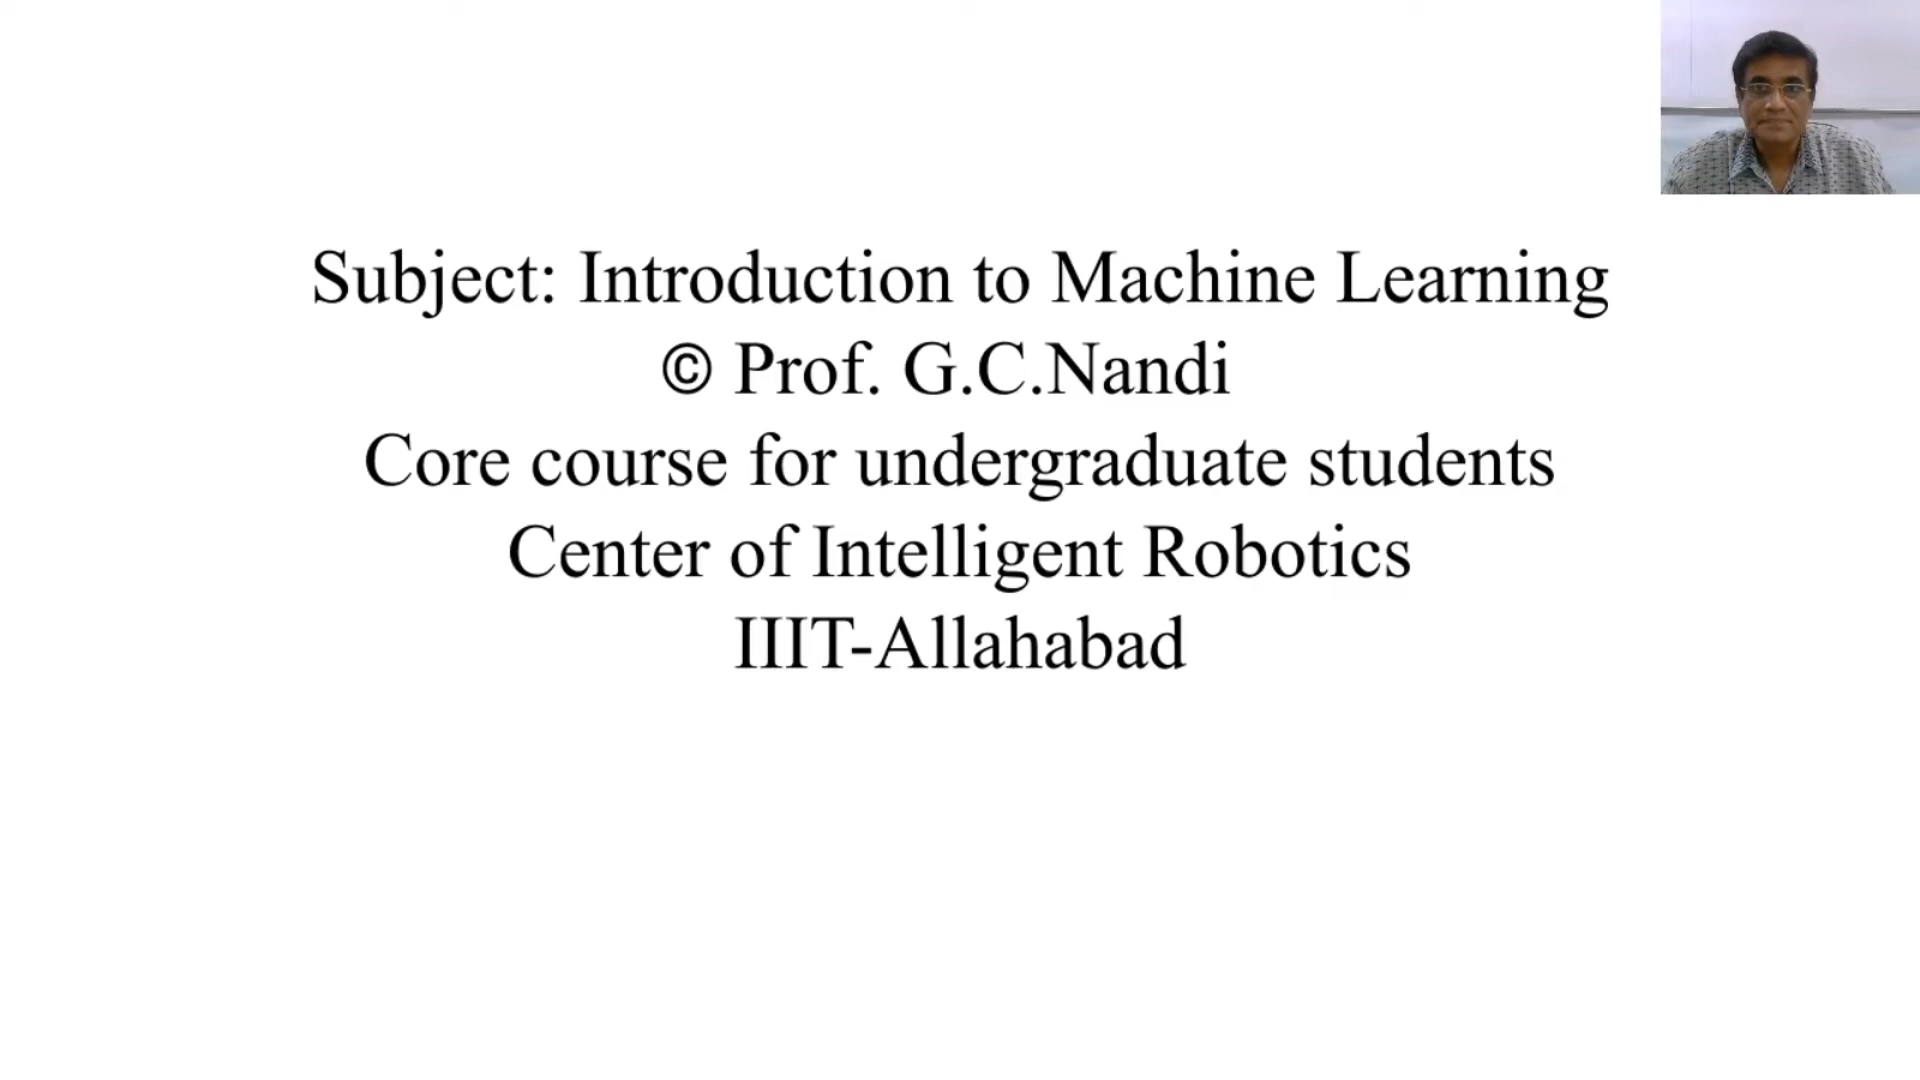 Subject: Introduction to Machine Learning
© Prof. G.C.Nandi
Core course for undergraduate students
Center of Intelligent Robotics
IIIT-Allahabad